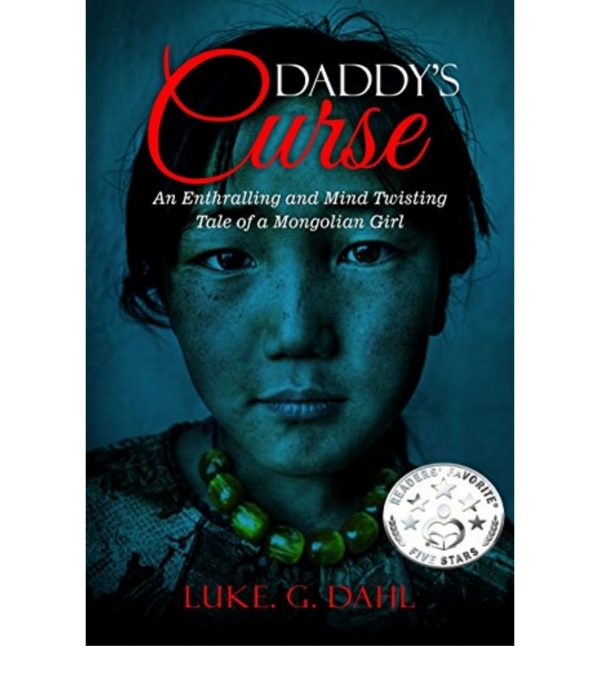 DADDY'S
Curse
An Enthralling and Mind Twisting
Tale of a Mongolian Girl
READERS' FAVORITE®
FIVE STARS
LUKE. G. DAHL